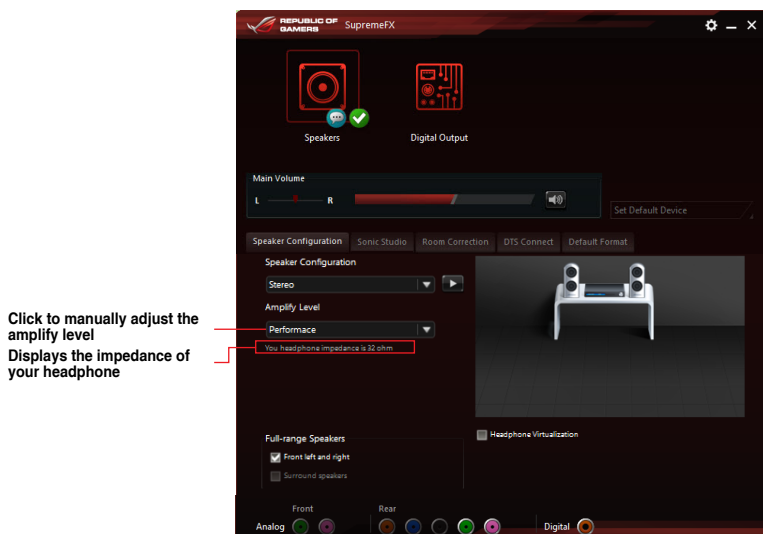 REPUBLIC OF
GAMERS
SupremeFX
Speakers
Digital Output
Main Volume
L
R
Set Default Device
Speaker Configuration
Sonic Studio
Room Correction
DTS Connect
Default Format
Speaker Configuration
Stereo
Amplify Level
Click to manually adjust the
amplify level
Performace
Displays the impedance of
your headphone
You headphone impedance is 32 ohm
Headphone Virtualization
Full-range Speakers
Front left and right
Surround speakers
Front
Rear
Analog
Digital